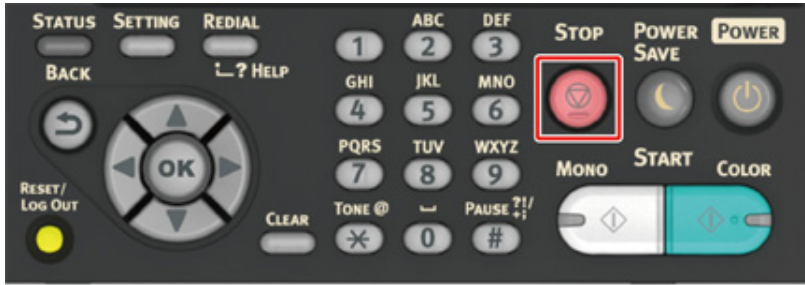 STATUS SETTING REDIAL
ABC DEF
STOP POWER SAVE POWER
1 2 3
BACK
?HELP
GHI JKL MNO
4 5 6
OK
PQRS TUV WXYZ
7 8 9
MONO START COLOR
RESET/
LOG OUT
CLEAR
TONE @ ⎵ PAUSE ?!/+;
* 0 #